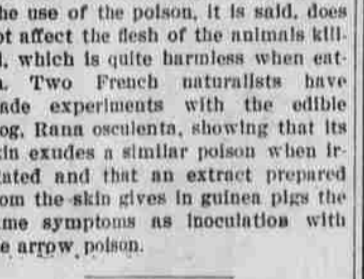 he use of the poison, it is said, does
ot affect the flesh of the animals kill-
d, which is quite harmless when eat-
n. Two French naturalists have
ade experiments with the edible
og, Rana osculenta, showing that its
kin exudes a similar poison when ir-
tated and that an extract prepared
om the skin gives in guinea pigs the
me symptoms as inoculation with
e arrow poison.